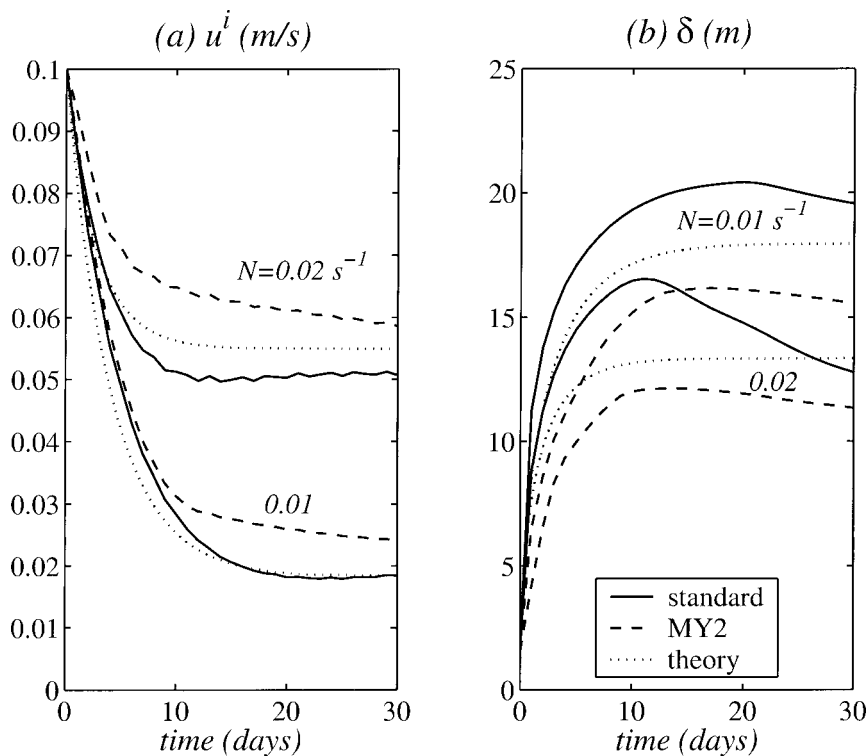 (a) u^i (m/s)
0.1
0.09
0.08
0.07
0.06
0.05
0.04
0.03
0.02
0.01
0
N=0.02 s^−1
0.01
0 10 20 30
time (days)
(b) δ (m)
25
20
15
10
5
0
N=0.01 s^−1
0.02
standard
MY2
theory
0 10 20 30
time (days)